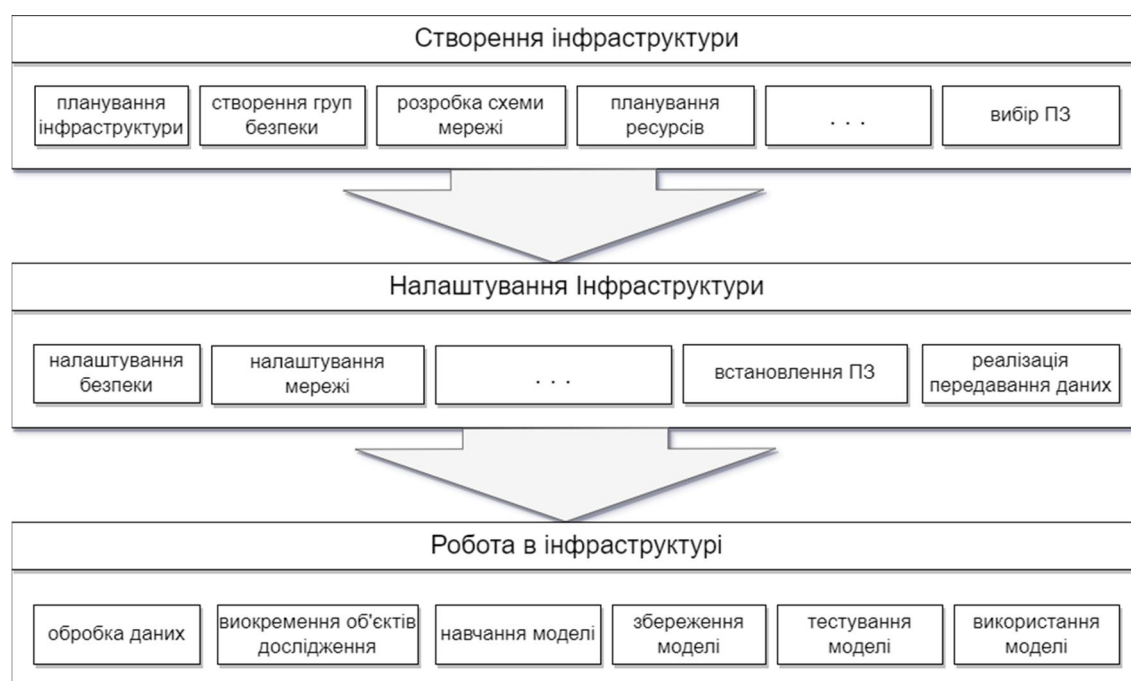 Створення інфраструктури
планування
інфраструктури
створення груп
безпеки
розробка схеми
мережі
планування
ресурсів
. . .
вибір ПЗ
Налаштування Інфраструктури
налаштування
безпеки
налаштування
мережі
. . .
встановлення ПЗ
реалізація
передавання даних
Робота в інфраструктурі
обробка даних
виокремення об'єктів
дослідження
навчання моделі
збереження
моделі
тестування
моделі
використання
моделі